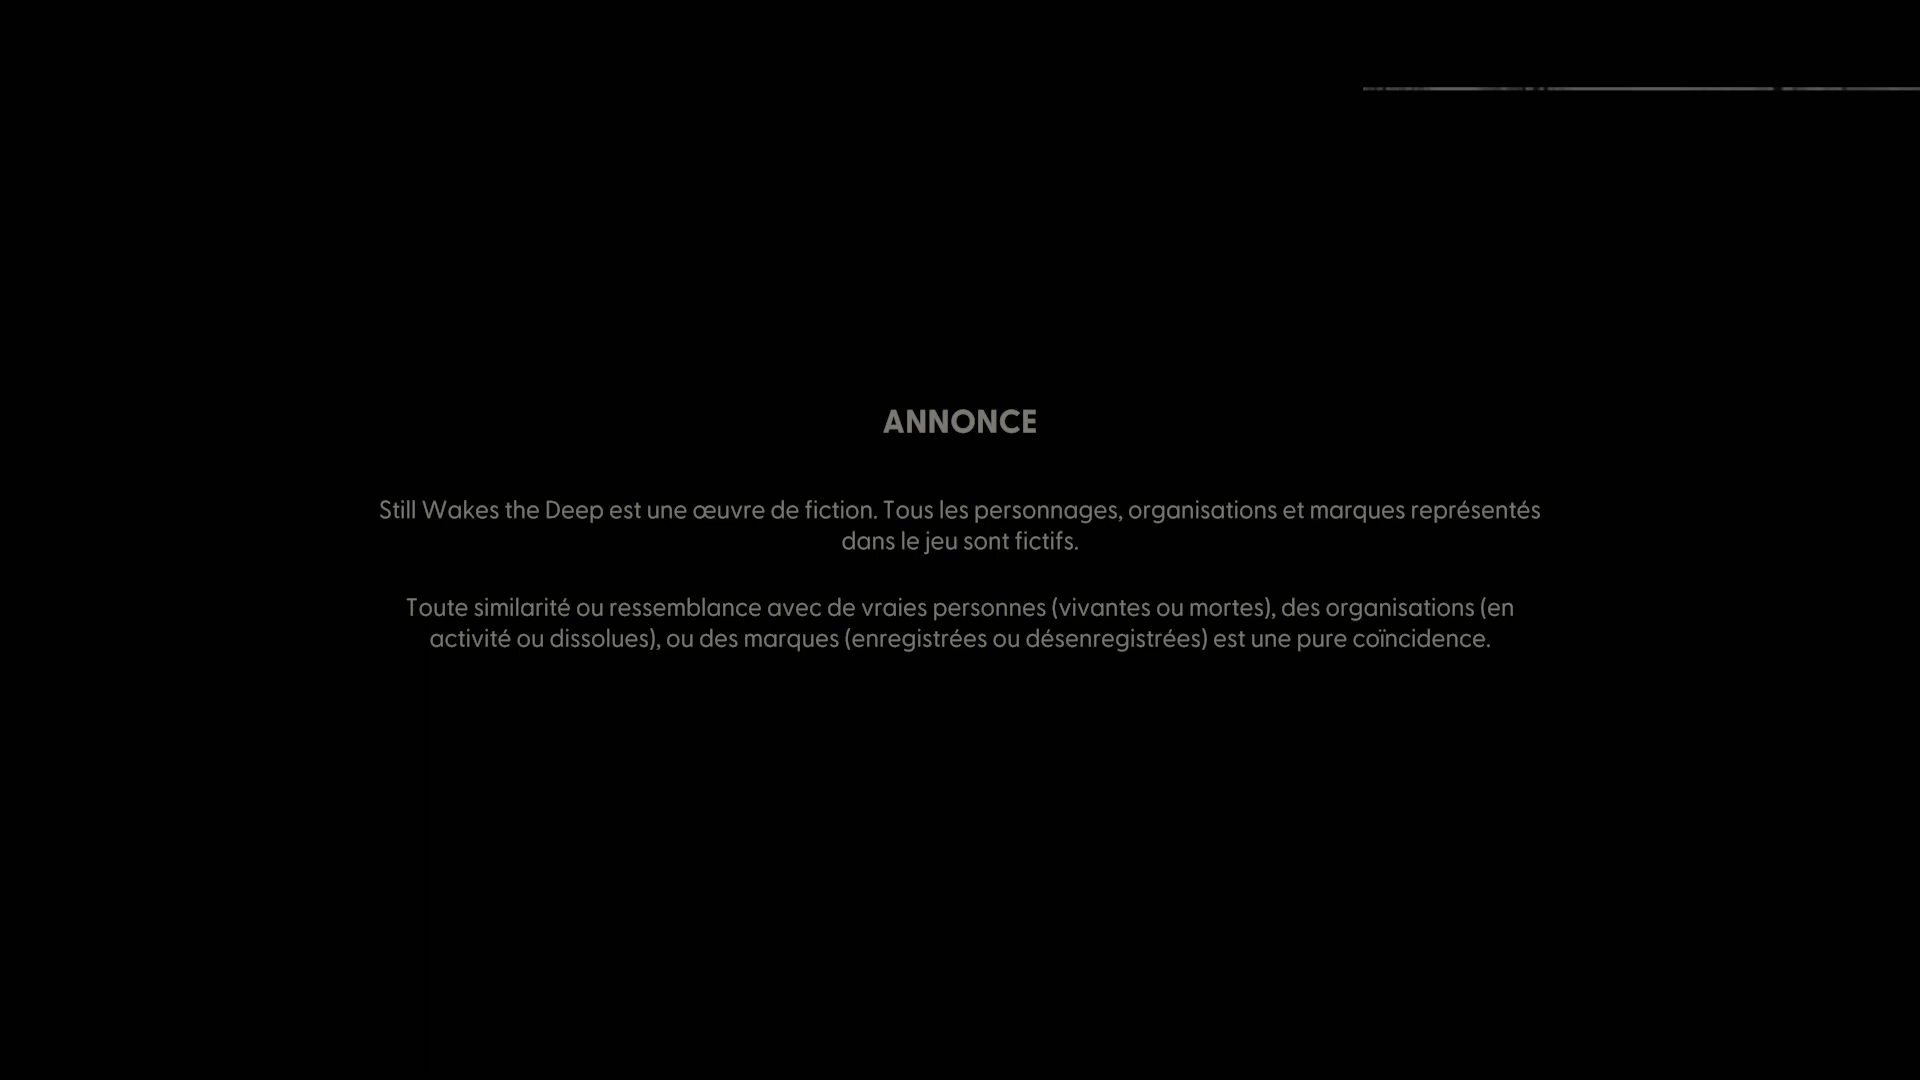 ANNONCE
Still Wakes the Deep est une œuvre de fiction. Tous les personnages, organisations et marques représentés
dans le jeu sont fictifs.
Toute similarité ou ressemblance avec de vraies personnes (vivantes ou mortes), des organisations (en
activité ou dissolues), ou des marques (enregistrées ou désenregistrées) est une pure coïncidence.